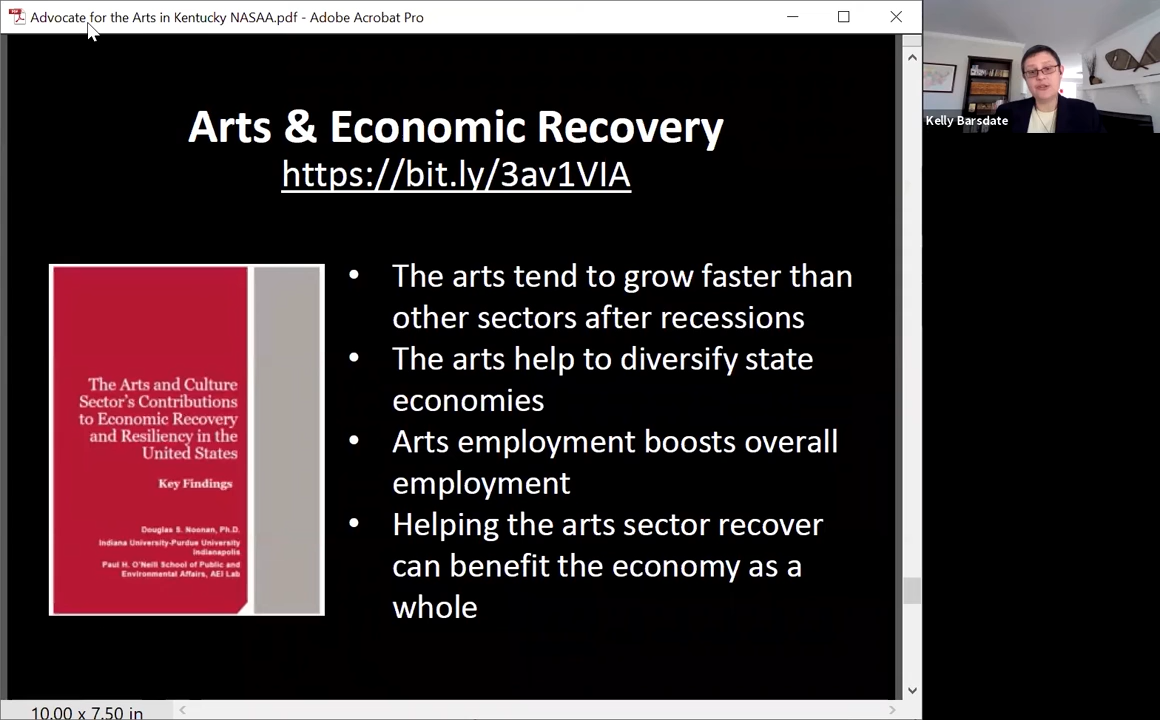 Advocate for the Arts in Kentucky NASAA.pdf - Adobe Acrobat Pro
Kelly Barsdate
Arts & Economic Recovery
https://bit.ly/3av1VIA
The Arts and Culture
Sector's Contributions
to Economic Recovery
and Resiliency in the
United States
Key Findings
Douglas S. Noonan, Ph.D.
Indiana University-Purdue University
Indianapolis
Paul H. O'Neill School of Public and
Environmental Affairs, AEI Lab
• The arts tend to grow faster than
other sectors after recessions
• The arts help to diversify state
economies
• Arts employment boosts overall
employment
• Helping the arts sector recover
can benefit the economy as a
whole
10.00 x 7.50 in